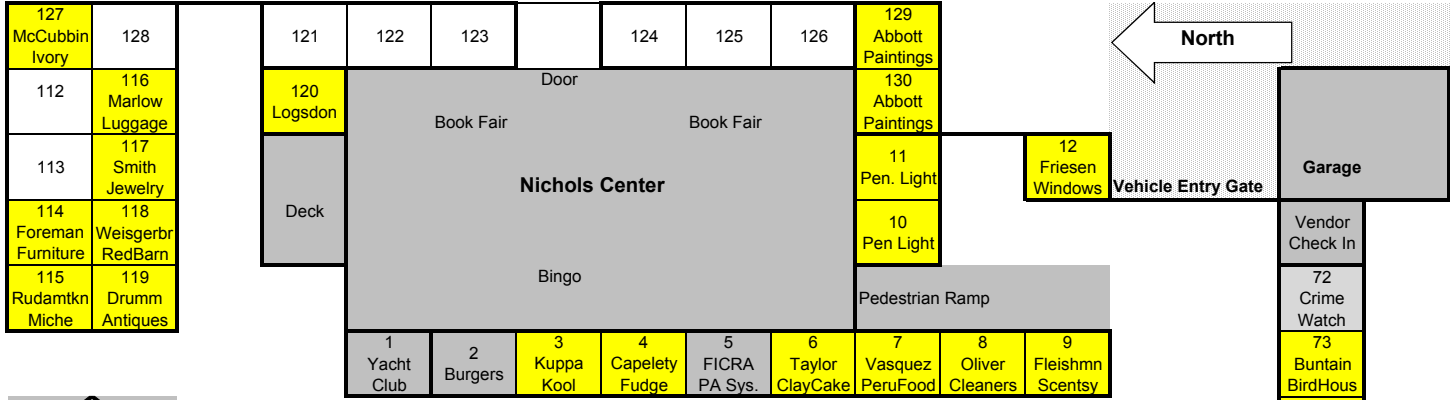 127
McCubbin
Ivory
128
121
122
123
124
125
126
129
Abbott
Paintings
North
112
116
Marlow
Luggage
120
Logsdon
Door
Book Fair
Book Fair
130
Abbott
Paintings
113
117
Smith
Jewelry
Deck
Nichols Center
11
Pen. Light
12
Friesen
Windows
Vehicle Entry Gate
Garage
114
Foreman
Furniture
118
Weisgerbr
RedBarn
10
Pen Light
Vendor
Check In
115
Rudamtkn
Miche
119
Drumm
Antiques
Bingo
Pedestrian Ramp
72
Crime
Watch
1
Yacht
Club
2
Burgers
3
Kuppa
Kool
4
Capelety
Fudge
5
FICRA
PA Sys.
6
Taylor
ClayCake
7
Vasquez
PeruFood
8
Oliver
Cleaners
9
Fleishmn
Scentsy
73
Buntain
BirdHous